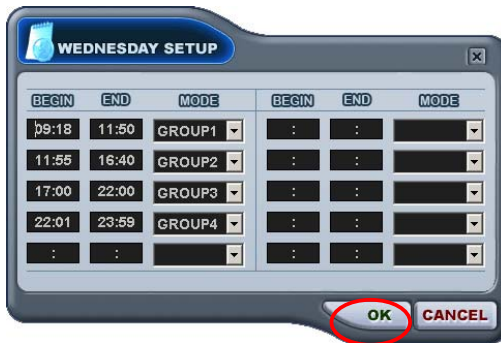 WEDNESDAY SETUP
BEGIN END MODE BEGIN END MODE
09:18 11:50 GROUP1 : :
11:55 16:40 GROUP2 : :
17:00 22:00 GROUP3 : :
22:01 23:59 GROUP4 : :
: : : :
OK CANCEL